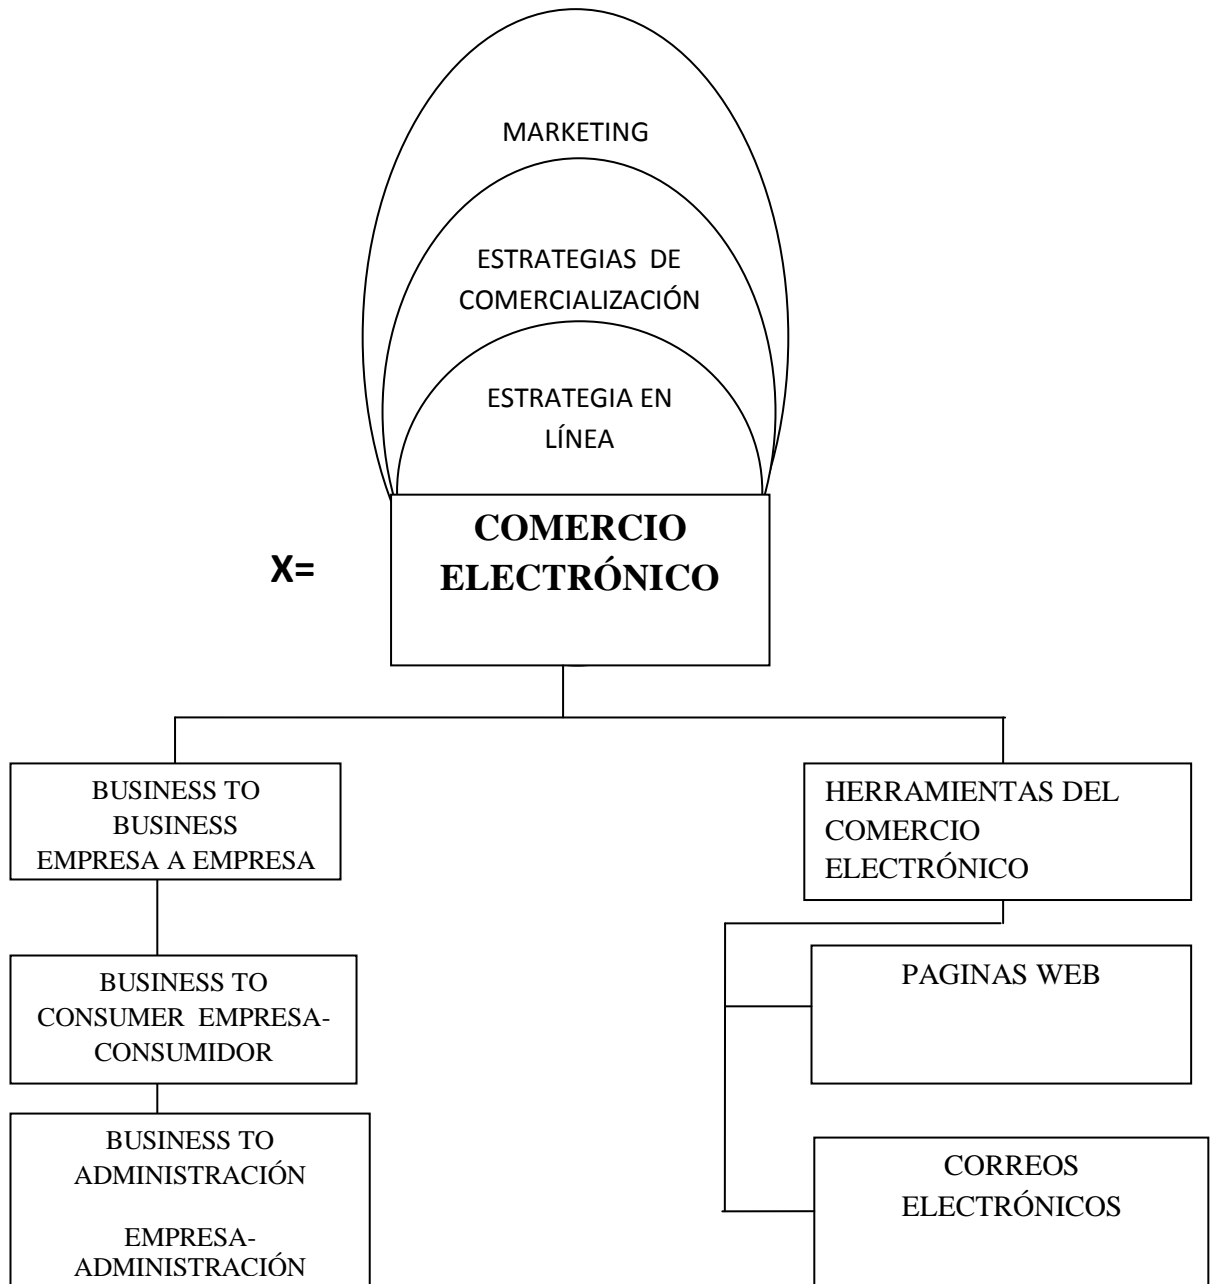 MARKETING
ESTRATEGIAS DE
COMERCIALIZACIÓN
ESTRATEGIA EN
LÍNEA
X=
COMERCIO
ELECTRÓNICO
BUSINESS TO
BUSINESS
EMPRESA A EMPRESA
BUSINESS TO
CONSUMER EMPRESA-
CONSUMIDOR
BUSINESS TO
ADMINISTRACIÓN
EMPRESA-
ADMINISTRACIÓN
HERRAMIENTAS DEL
COMERCIO
ELECTRÓNICO
PAGINAS WEB
CORREOS
ELECTRÓNICOS